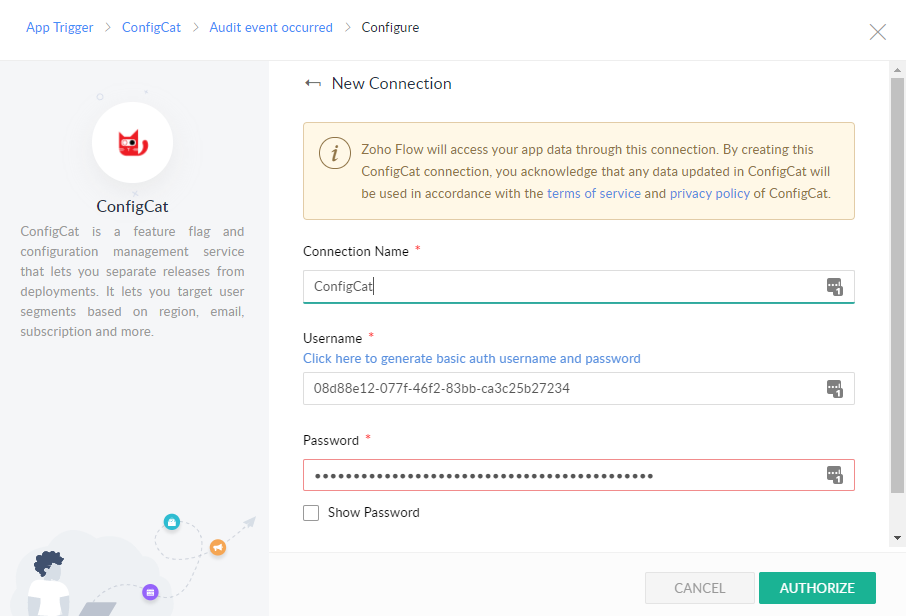 App Trigger > ConfigCat > Audit event occurred > Configure
New Connection
i
Zoho Flow will access your app data through this connection. By creating this
ConfigCat connection, you acknowledge that any data updated in ConfigCat will
be used in accordance with the terms of service and privacy policy of ConfigCat.
ConfigCat
ConfigCat is a feature flag and
configuration management service
that lets you separate releases from
deployments. It lets you target user
segments based on region, email,
subscription and more.
Connection Name *
ConfigCat
1
Username *
Click here to generate basic auth username and password
08d88e12-077f-46f2-83bb-ca3c25b27234
1
Password *
••••••••••••••••••••••••••••••••••••••••••••
1
Show Password
CANCEL
AUTHORIZE